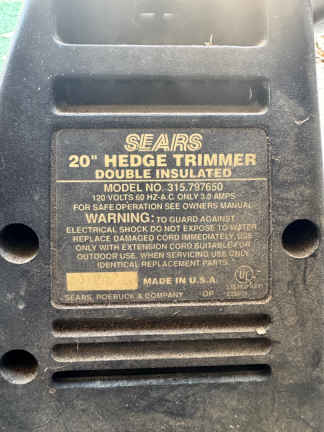 SEARS
20" HEDGE TRIMMER
DOUBLE INSULATED
MODEL NO. 315.797650
120 VOLTS 60 HZ-A.C. ONLY 3.0 AMPS
FOR SAFE OPERATION SEE OWNERS MANUAL
WARNING: TO GUARD AGAINST
ELECTRICAL SHOCK DO NOT EXPOSE TO WATER
REPLACE DAMAGED CORD IMMEDIATELY, USE
ONLY WITH EXTENSION CORD SUITABLE FOR
OUTDOOR USE. WHEN SERVICING USE ONLY
IDENTICAL REPLACEMENT PARTS.
MADE IN U.S.A.
UL
SEARS, ROEBUCK & COMPANY